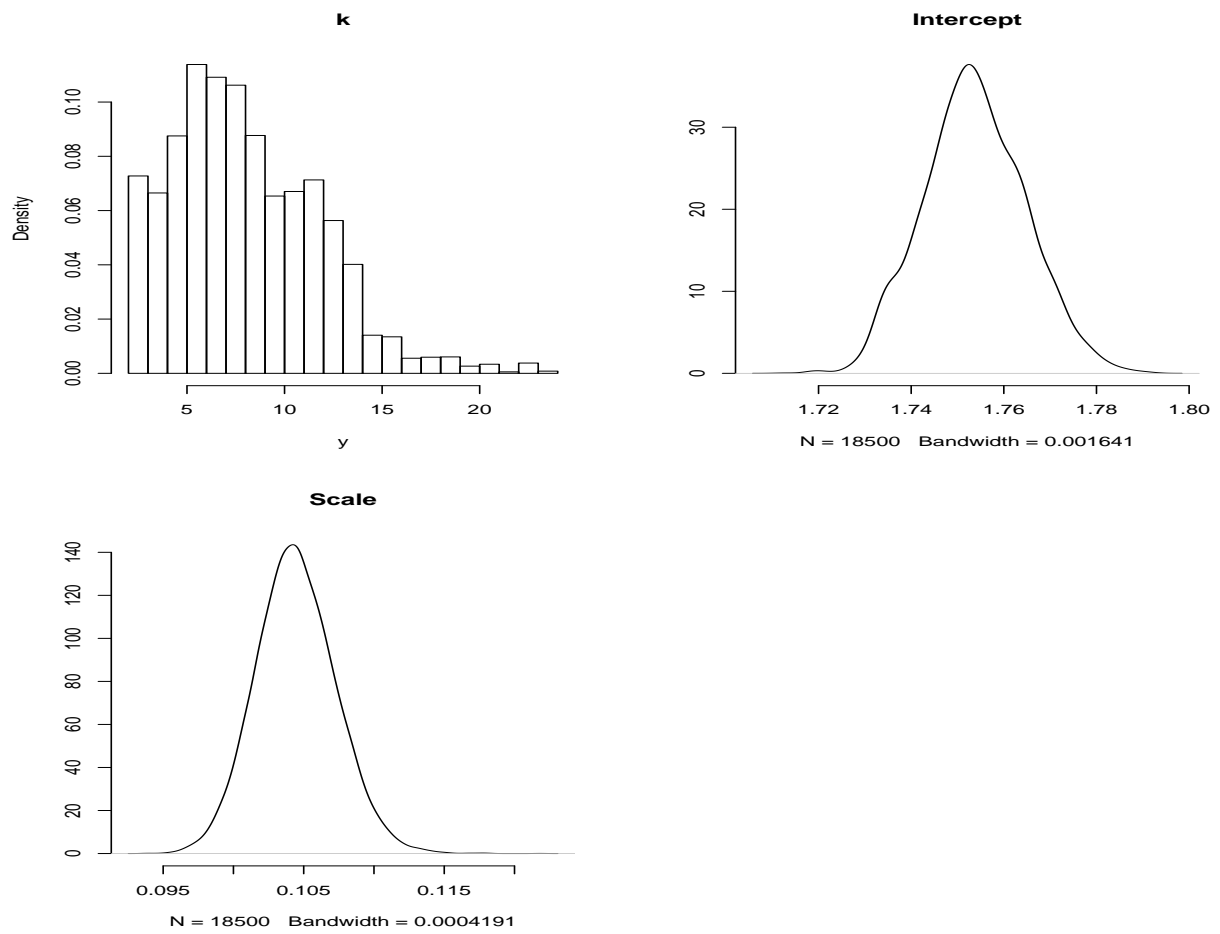 k
Density
0.00 0.02 0.04 0.06 0.08 0.10
5 10 15 20
y
Intercept
0 10 20 30
1.72 1.74 1.76 1.78 1.80
N = 18500 Bandwidth = 0.001641
Scale
0 20 40 60 80 100 120 140
0.095 0.105 0.115
N = 18500 Bandwidth = 0.0004191